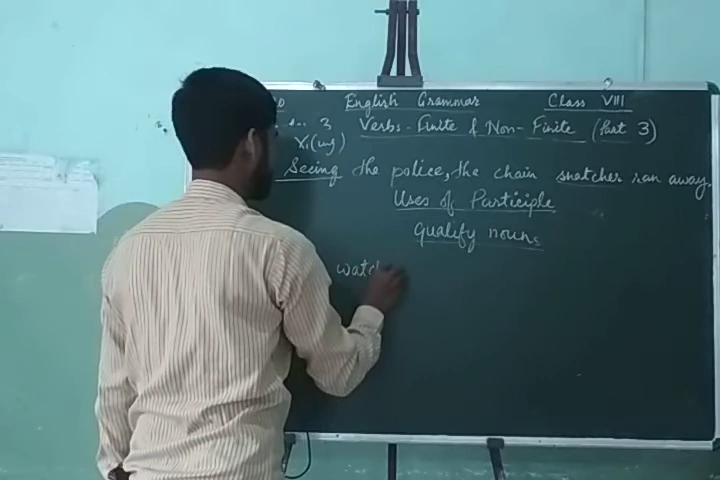 English Grammar Class VIII
3 Verbs - Finite & Non-Finite (Part 3)
(ing)
Seeing the police, the chain snatcher ran away.
Uses of Participle
Qualify nouns
watc